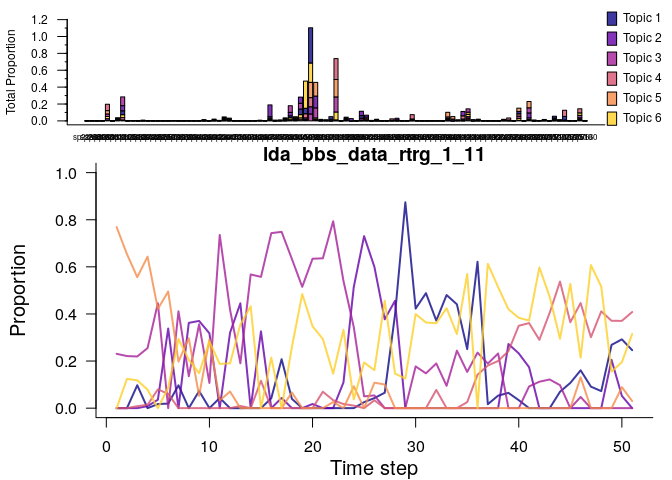 Total Proportion
1.2
1.0
0.8
0.6
0.4
0.2
0.0
Topic 1
Topic 2
Topic 3
Topic 4
Topic 5
Topic 6
lda_bbs_data_rtrg_1_11
Proportion
1.0
0.8
0.6
0.4
0.2
0.0
0 10 20 30 40 50
Time step